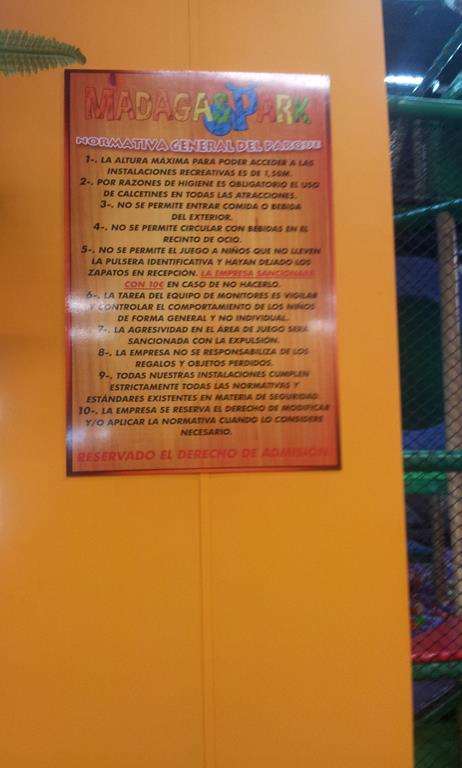 MADAGASPARK
NORMATIVA GENERAL DEL PARQUE
1-. LA ALTURA MÁXIMA PARA PODER ACCEDER A LAS
INSTALACIONES RECREATIVAS ES DE 1,50M.
2-. POR RAZONES DE HIGIENE ES OBLIGATORIO EL USO
DE CALCETINES EN TODAS LAS ATRACCIONES.
3-. NO SE PERMITE ENTRAR COMIDA O BEBIDA
DEL EXTERIOR.
4-. NO SE PERMITE CIRCULAR CON BEBIDAS EN EL
RECINTO DE OCIO.
5-. NO SE PERMITE EL JUEGO A NIÑOS QUE NO LLEVEN
LA PULSERA IDENTIFICATIVA Y HAYAN DEJADO LOS
ZAPATOS EN RECEPCIÓN. LA EMPRESA SANCIONARÁ
CON 10€ EN CASO DE NO HACERLO.
6-. LA TAREA DEL EQUIPO DE MONITORES ES VIGILAR
Y CONTROLAR EL COMPORTAMIENTO DE LOS NIÑOS
DE FORMA GENERAL Y NO INDIVIDUAL.
7-. LA AGRESIVIDAD EN EL ÁREA DE JUEGO SERÁ
SANCIONADA CON LA EXPULSIÓN.
8-. LA EMPRESA NO SE RESPONSABILIZA DE LOS
REGALOS Y OBJETOS PERDIDOS.
9-. TODAS NUESTRAS INSTALACIONES CUMPLEN
ESTRICTAMENTE TODAS LAS NORMATIVAS Y
ESTÁNDARES EXISTENTES EN MATERIA DE SEGURIDAD.
10-. LA EMPRESA SE RESERVA EL DERECHO DE MODIFICAR
Y/O APLICAR LA NORMATIVA CUANDO LO CONSIDERE
NECESARIO.
RESERVADO EL DERECHO DE ADMISIÓN